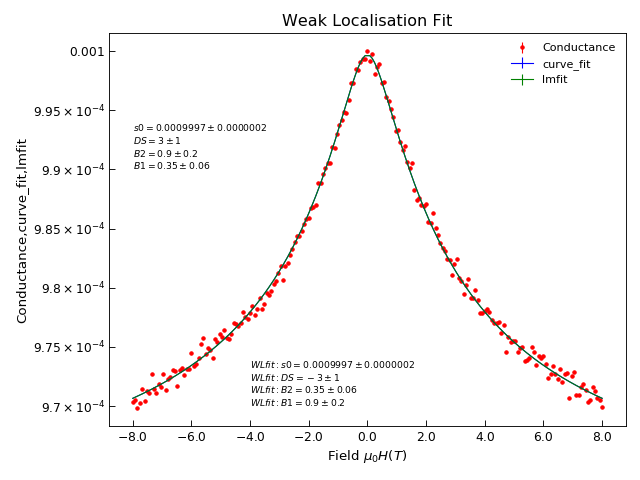 Weak Localisation Fit
Conductance
curve_fit
lmfit
0.001
9.95 × 10⁻⁴
9.9 × 10⁻⁴
9.85 × 10⁻⁴
9.8 × 10⁻⁴
9.75 × 10⁻⁴
9.7 × 10⁻⁴
Conductance,curve_fit,lmfit
s0 = 0.0009997 ± 0.0000002
DS = 3 ± 1
B2 = 0.9 ± 0.2
B1 = 0.35 ± 0.06
WLfit: s0 = 0.0009997 ± 0.0000002
WLfit: DS = −3 ± 1
WLfit: B2 = 0.35 ± 0.06
WLfit: B1 = 0.9 ± 0.2
−8.0 −6.0 −4.0 −2.0 0.0 2.0 4.0 6.0 8.0
Field μ₀H(T)